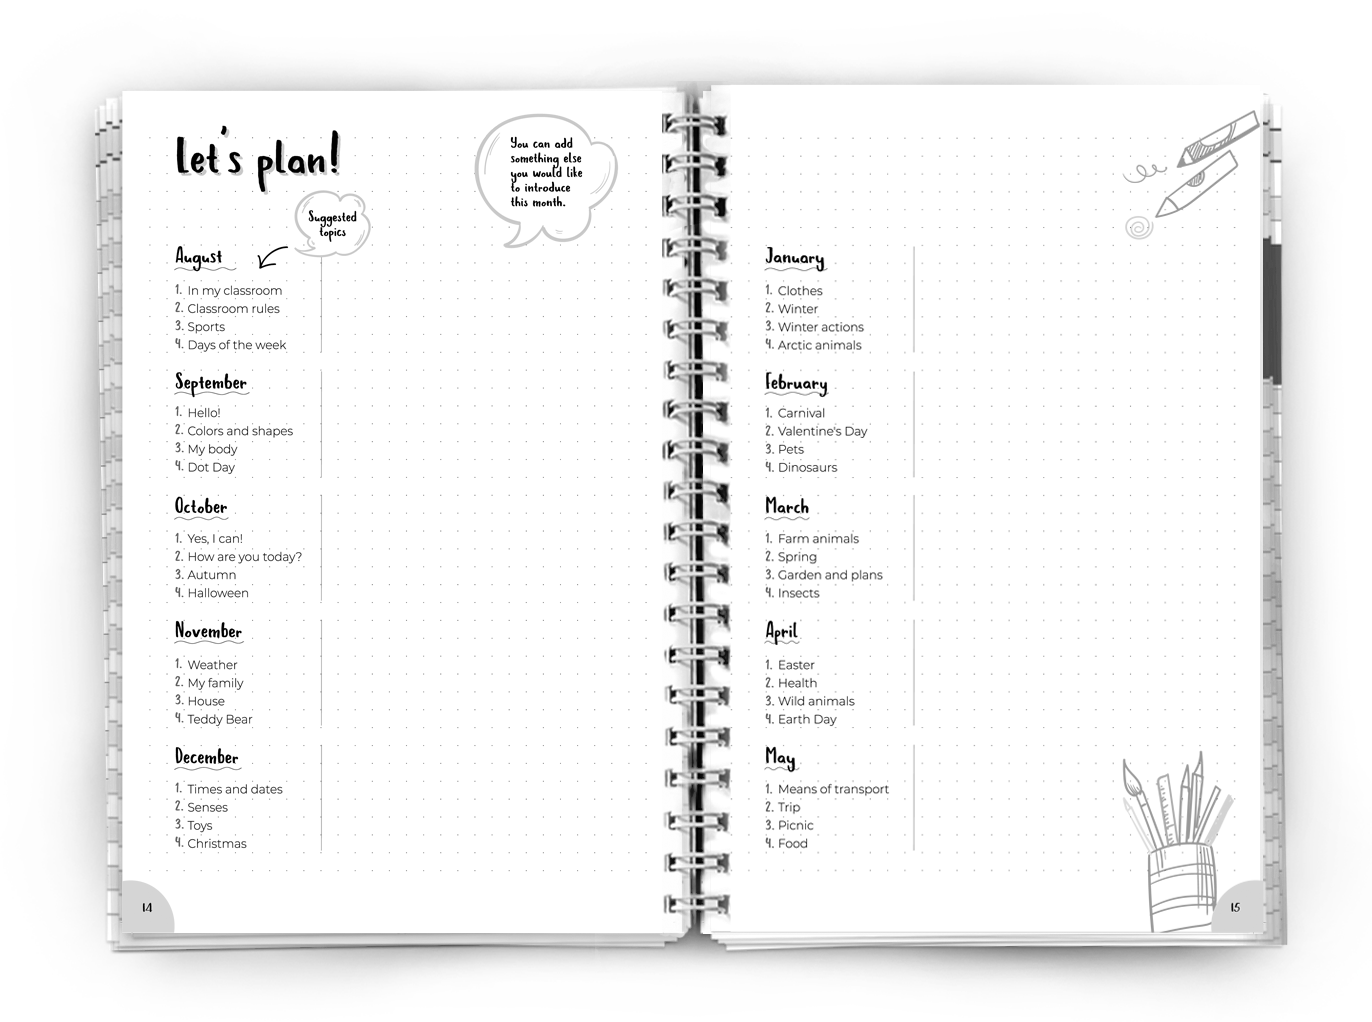 Let's plan!
You can add
something else
you would like
to introduce
this month.
Suggested
topics
August
1. In my classroom
2. Classroom rules
3. Sports
4. Days of the week
September
1. Hello!
2. Colors and shapes
3. My body
4. Dot Day
October
1. Yes, I can!
2. How are you today?
3. Autumn
4. Halloween
November
1. Weather
2. My family
3. House
4. Teddy Bear
December
1. Times and dates
2. Senses
3. Toys
4. Christmas
14
January
1. Clothes
2. Winter
3. Winter actions
4. Arctic animals
February
1. Carnival
2. Valentine's Day
3. Pets
4. Dinosaurs
March
1. Farm animals
2. Spring
3. Garden and plans
4. Insects
April
1. Easter
2. Health
3. Wild animals
4. Earth Day
May
1. Means of transport
2. Trip
3. Picnic
4. Food
15